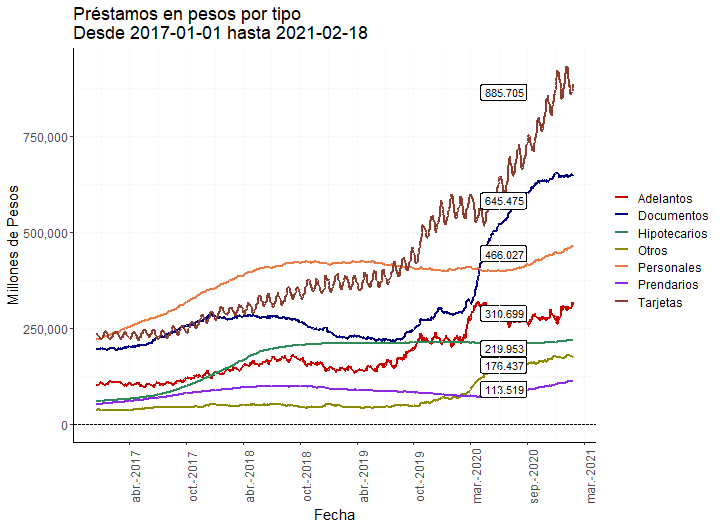 Préstamos en pesos por tipo
Desde 2017-01-01 hasta 2021-02-18
Millones de Pesos
750,000
500,000
250,000
0
885.705
645.475
466.027
310.699
219.953
176.437
113.519
abr.-2017
oct.-2017
abr.-2018
oct.-2018
abr.-2019
oct.-2019
mar.-2020
sep.-2020
mar.-2021
Fecha
Adelantos
Documentos
Hipotecarios
Otros
Personales
Prendarios
Tarjetas